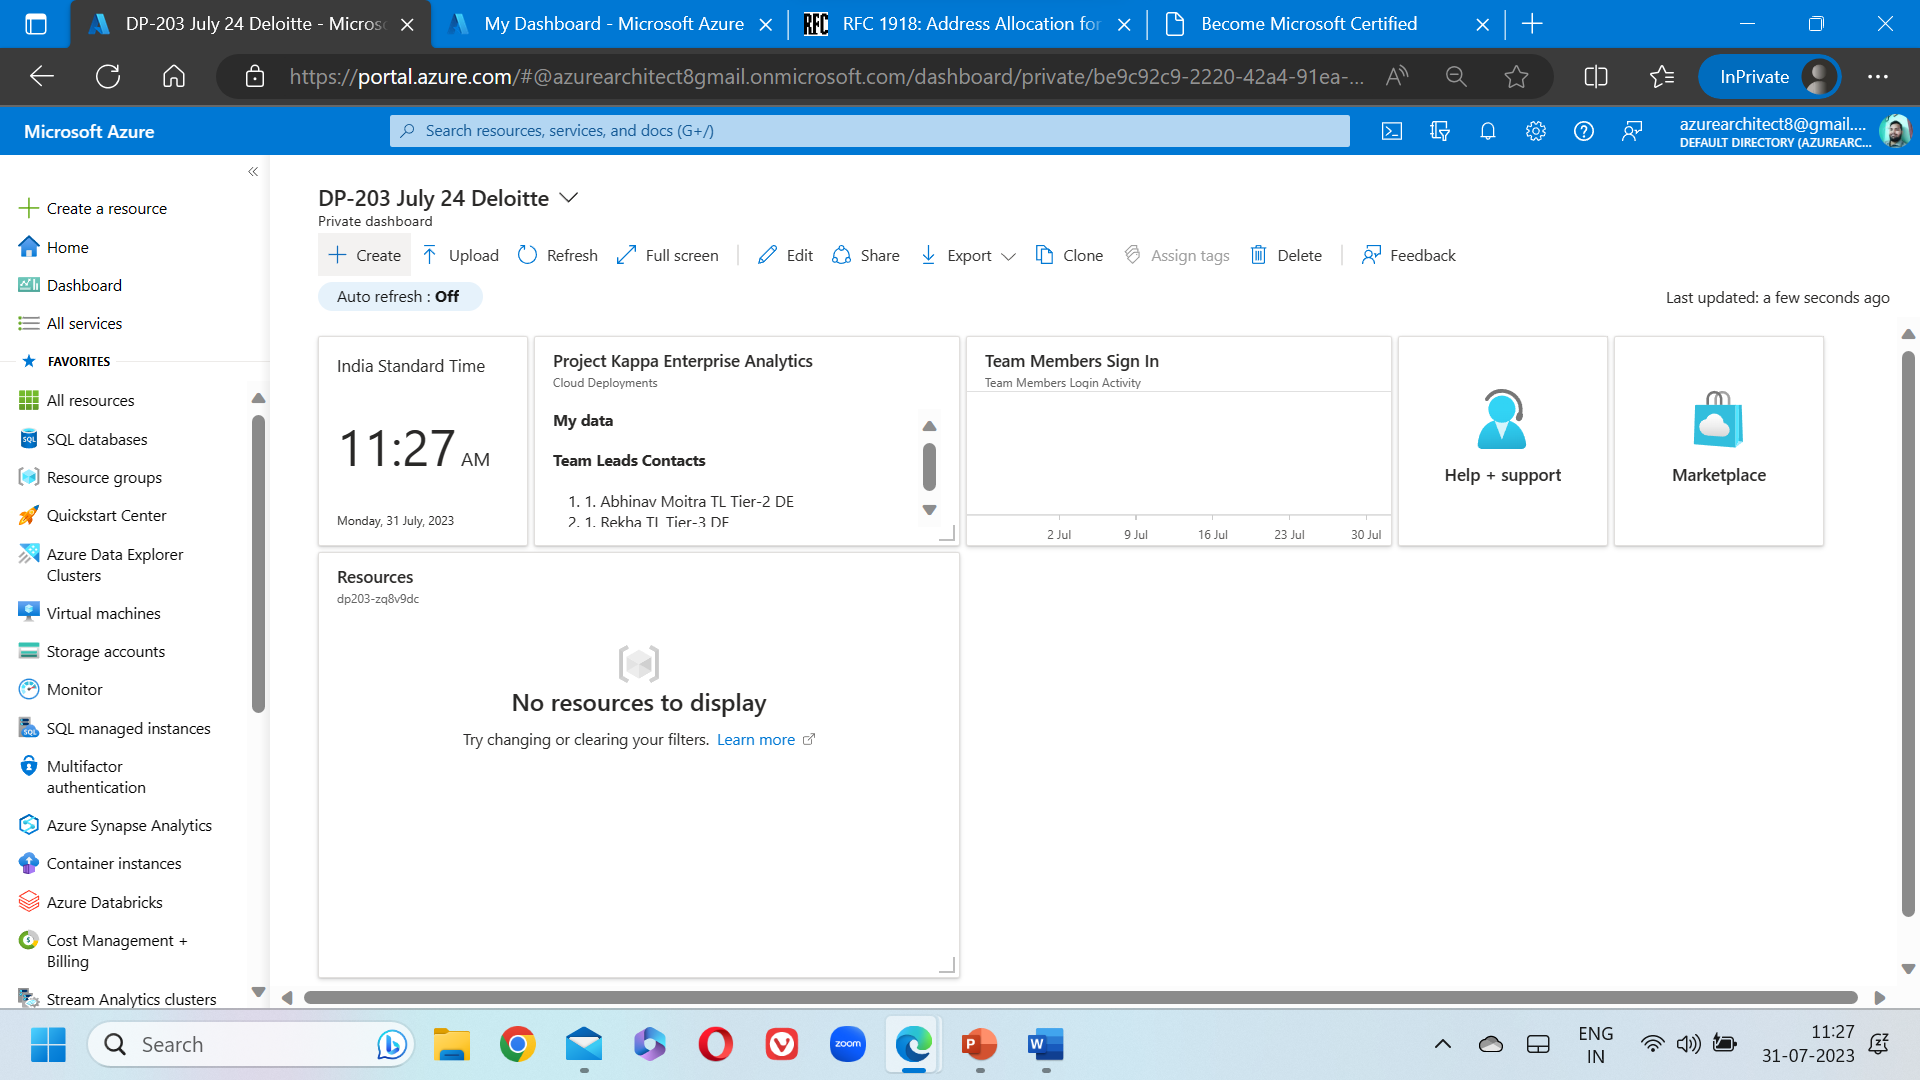 DP-203 July 24 Deloitte - Micros
My Dashboard - Microsoft Azure
RFC
RFC 1918: Address Allocation for
Become Microsoft Certified
https://portal.azure.com/#@azurearchitect8gmail.onmicrosoft.com/dashboard/private/be9c92c9-2220-42a4-91ea-...
InPrivate
Microsoft Azure
Search resources, services, and docs (G+/)
azurearchitect8@gmail....
DEFAULT DIRECTORY (AZUREARC...
Create a resource
Home
Dashboard
All services
FAVORITES
All resources
SQL databases
Resource groups
Quickstart Center
Azure Data Explorer
Clusters
Virtual machines
Storage accounts
Monitor
SQL managed instances
Multifactor
authentication
Azure Synapse Analytics
Container instances
Azure Databricks
Cost Management +
Billing
Stream Analytics clusters
DP-203 July 24 Deloitte
Private dashboard
Create Upload Refresh Full screen Edit Share Export Clone Assign tags Delete Feedback
Auto refresh : Off
Last updated: a few seconds ago
India Standard Time
11:27 AM
Monday, 31 July, 2023
Project Kappa Enterprise Analytics
Cloud Deployments
My data
Team Leads Contacts
1. 1. Abhinav Moitra TL Tier-2 DE
2. 1. Rekha TL Tier-3 DE
Team Members Sign In
Team Members Login Activity
2 Jul 9 Jul 16 Jul 23 Jul 30 Jul
Help + support
Marketplace
Resources
dp203-zq8v9dc
No resources to display
Try changing or clearing your filters. Learn more
Search
zoom
ENG
IN
11:27
31-07-2023